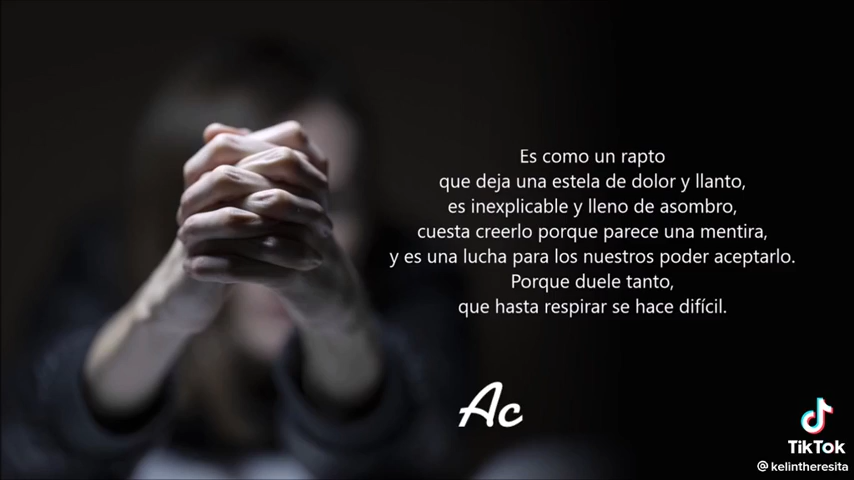 Es como un rapto
que deja una estela de dolor y llanto,
es inexplicable y lleno de asombro,
cuesta creerlo porque parece una mentira,
y es una lucha para los nuestros poder aceptarlo.
Porque duele tanto,
que hasta respirar se hace difícil.
Ac
TikTok
@kelintheresita